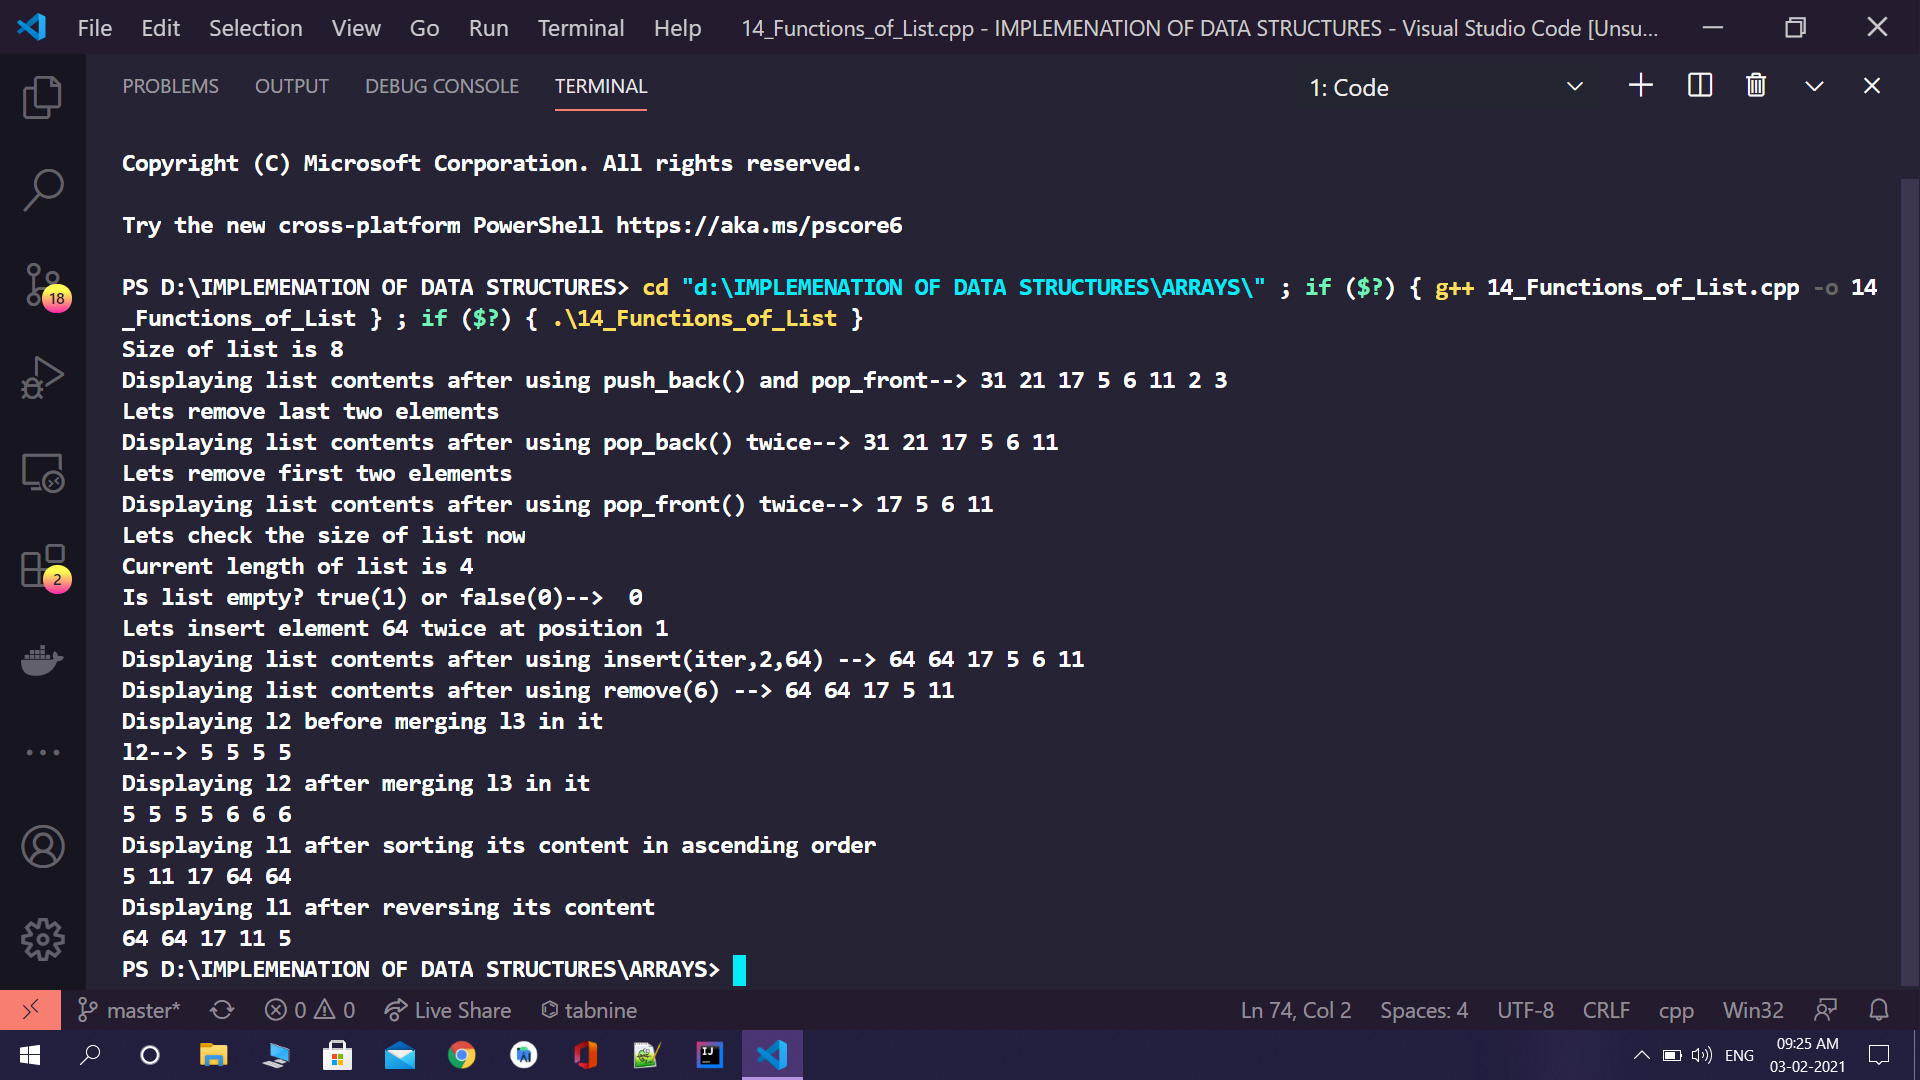 File Edit Selection View Go Run Terminal Help 14_Functions_of_List.cpp - IMPLEMENATION OF DATA STRUCTURES - Visual Studio Code [Unsu...
PROBLEMS OUTPUT DEBUG CONSOLE TERMINAL 1: Code
Copyright (C) Microsoft Corporation. All rights reserved.
Try the new cross-platform PowerShell https://aka.ms/pscore6
PS D:\IMPLEMENATION OF DATA STRUCTURES> cd "d:\IMPLEMENATION OF DATA STRUCTURES\ARRAYS\" ; if ($?) { g++ 14_Functions_of_List.cpp -o 14
_Functions_of_List } ; if ($?) { .\14_Functions_of_List }
Size of list is 8
Displaying list contents after using push_back() and pop_front--> 31 21 17 5 6 11 2 3
Lets remove last two elements
Displaying list contents after using pop_back() twice--> 31 21 17 5 6 11
Lets remove first two elements
Displaying list contents after using pop_front() twice--> 17 5 6 11
Lets check the size of list now
Current length of list is 4
Is list empty? true(1) or false(0)-->  0
Lets insert element 64 twice at position 1
Displaying list contents after using insert(iter,2,64) --> 64 64 17 5 6 11
Displaying list contents after using remove(6) --> 64 64 17 5 11
Displaying l2 before merging l3 in it
l2--> 5 5 5 5
Displaying l2 after merging l3 in it
5 5 5 5 6 6 6
Displaying l1 after sorting its content in ascending order
5 11 17 64 64
Displaying l1 after reversing its content
64 64 17 11 5
PS D:\IMPLEMENATION OF DATA STRUCTURES\ARRAYS>
18
2
master* 0 0 Live Share tabnine Ln 74, Col 2 Spaces: 4 UTF-8 CRLF cpp Win32
IJ ENG 09:25 AM
03-02-2021